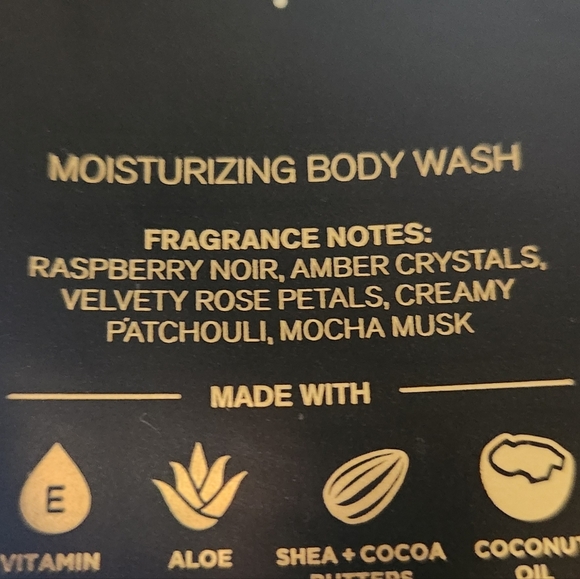 MOISTURIZING BODY WASH
FRAGRANCE NOTES:
RASPBERRY NOIR, AMBER CRYSTALS,
VELVETY ROSE PETALS, CREAMY
PATCHOULI, MOCHA MUSK
MADE WITH
E
VITAMIN ALOE SHEA + COCOA COCONUT
BUTTERS OIL